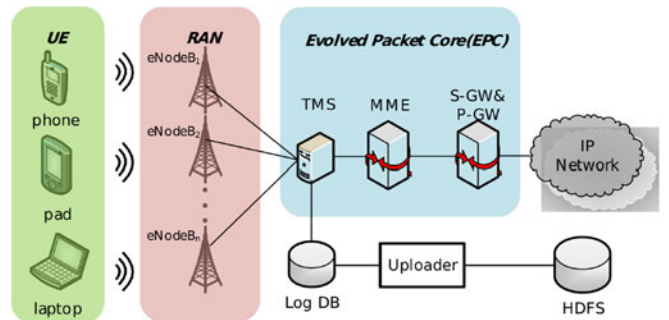 UE
RAN
Evolved Packet Core(EPC)
eNodeB1
TMS
MME
S-GW&
P-GW
phone
eNodeB2
IP
Network
pad
eNodeBn
laptop
Log DB
Uploader
HDFS